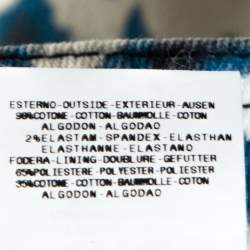 ESTERNO-OUTSIDE-EXTERIEUR-AUSEN
98%COTONE-COTTON-BAUMWOLLE-COTON
ALGODON-ALGODAO
2%ELASTAM-SPANDEX-ELASTHAN
ELASTHANNE-ELASTANO
FODERA-LINING-DOUBLURE-GEFUTTER
65%POLIESTERE-POLYESTER-POLIESTER
35%COTONE-COTTON-BAUMWOLLE-COTON
ALGODON-ALGODAO